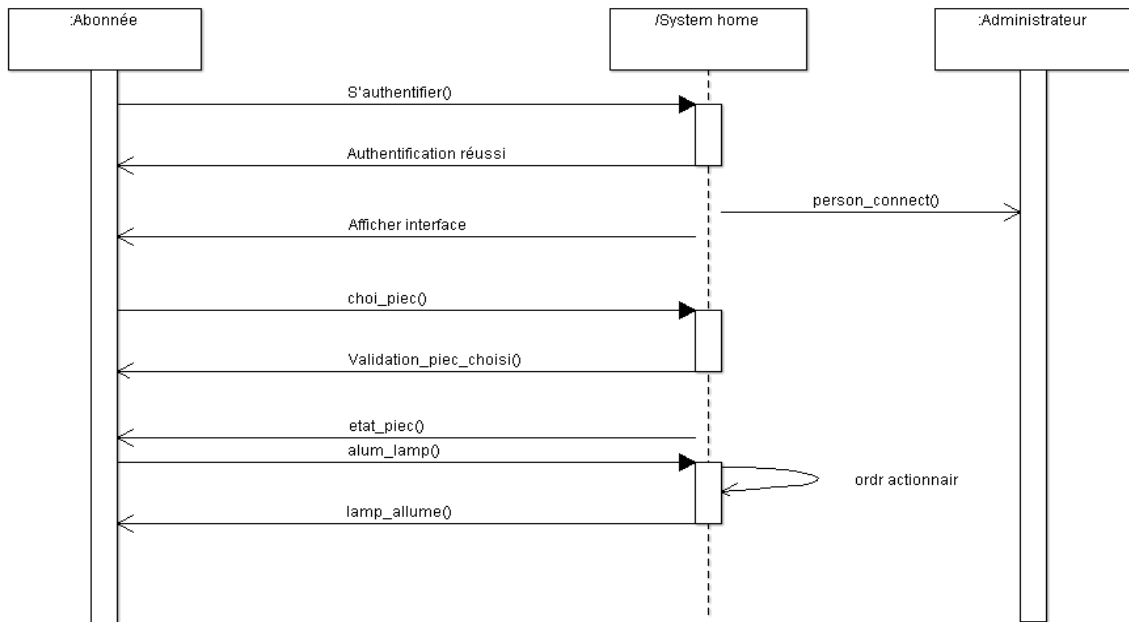 :Abonnée
/System home
:Administrateur
S'authentifier()
Authentification réussi
person_connect()
Afficher interface
choi_piec()
Validation_piec_choisi()
etat_piec()
alum_lamp()
ordr actionnair
lamp_allume()